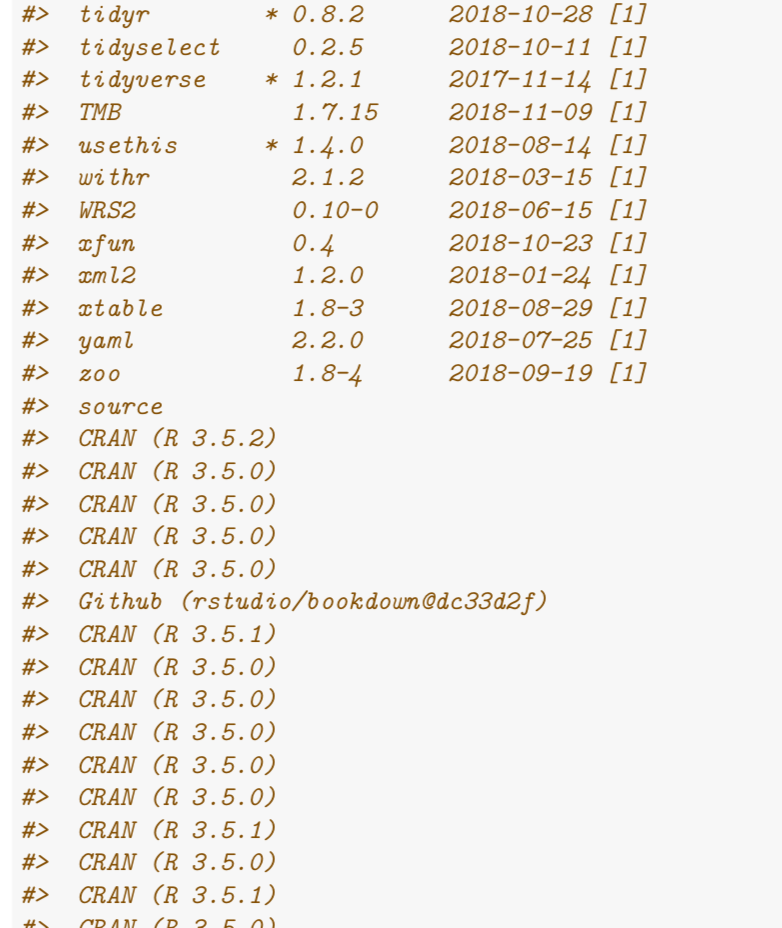 #>  tidyr       * 0.8.2     2018-10-28 [1]
#>  tidyselect    0.2.5     2018-10-11 [1]
#>  tidyverse   * 1.2.1     2017-11-14 [1]
#>  TMB           1.7.15    2018-11-09 [1]
#>  usethis     * 1.4.0     2018-08-14 [1]
#>  withr         2.1.2     2018-03-15 [1]
#>  WRS2          0.10-0    2018-06-15 [1]
#>  xfun          0.4       2018-10-23 [1]
#>  xml2          1.2.0     2018-01-24 [1]
#>  xtable        1.8-3     2018-08-29 [1]
#>  yaml          2.2.0     2018-07-25 [1]
#>  zoo           1.8-4     2018-09-19 [1]
#>  source
#>  CRAN (R 3.5.2)
#>  CRAN (R 3.5.0)
#>  CRAN (R 3.5.0)
#>  CRAN (R 3.5.0)
#>  CRAN (R 3.5.0)
#>  Github (rstudio/bookdown@dc33d2f)
#>  CRAN (R 3.5.1)
#>  CRAN (R 3.5.0)
#>  CRAN (R 3.5.0)
#>  CRAN (R 3.5.0)
#>  CRAN (R 3.5.0)
#>  CRAN (R 3.5.0)
#>  CRAN (R 3.5.1)
#>  CRAN (R 3.5.0)
#>  CRAN (R 3.5.1)
#>  CRAN (R 3.5.0)